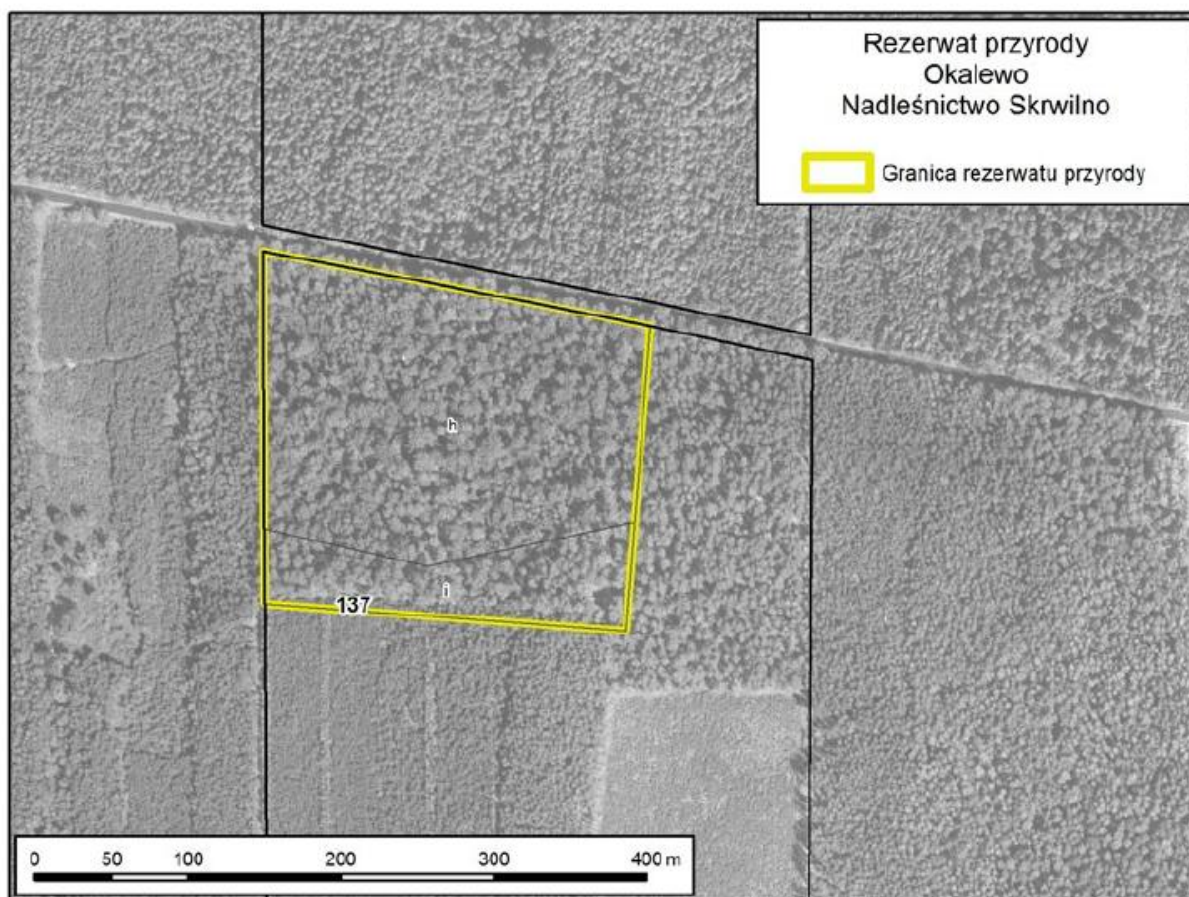 Rezerwat przyrody
Okalewo
Nadleśnictwo Skrwilno
Granica rezerwatu przyrody
h
i
137
0 50 100 200 300 400 m